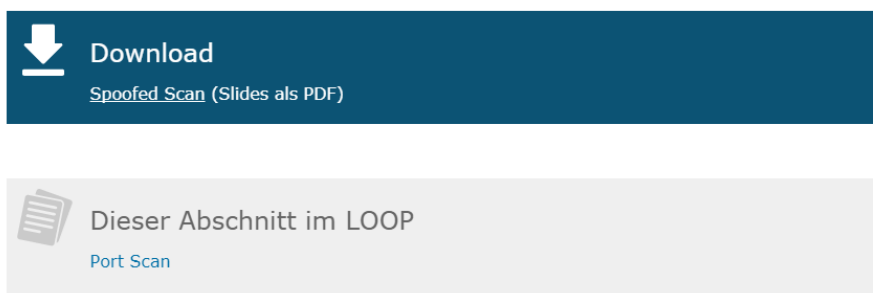 Download
Spoofed Scan (Slides als PDF)
Dieser Abschnitt im LOOP
Port Scan